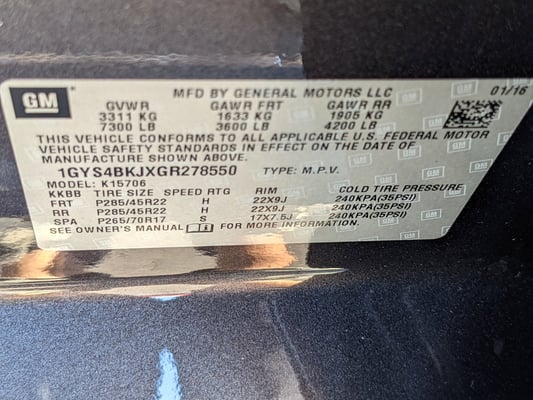 GM
MFD BY GENERAL MOTORS LLC 01/16
GVWR GAWR FRT GAWR RR
3311 KG 1633 KG 1905 KG
7300 LB 3600 LB 4200 LB
THIS VEHICLE CONFORMS TO ALL APPLICABLE U.S. FEDERAL MOTOR
VEHICLE SAFETY STANDARDS IN EFFECT ON THE DATE OF
MANUFACTURE SHOWN ABOVE.
1GYS4BKJXGR278550 TYPE: M.P.V.
MODEL: K15706
KKBB TIRE SIZE SPEED RTG RIM COLD TIRE PRESSURE
FRT P285/45R22 H 22X9J 240KPA(35PSI)
RR P285/45R22 H 22X9J 240KPA(35PSI)
SPA P265/70R17 S 17X7.5J 240KPA(35PSI)
SEE OWNER'S MANUAL FOR MORE INFORMATION.